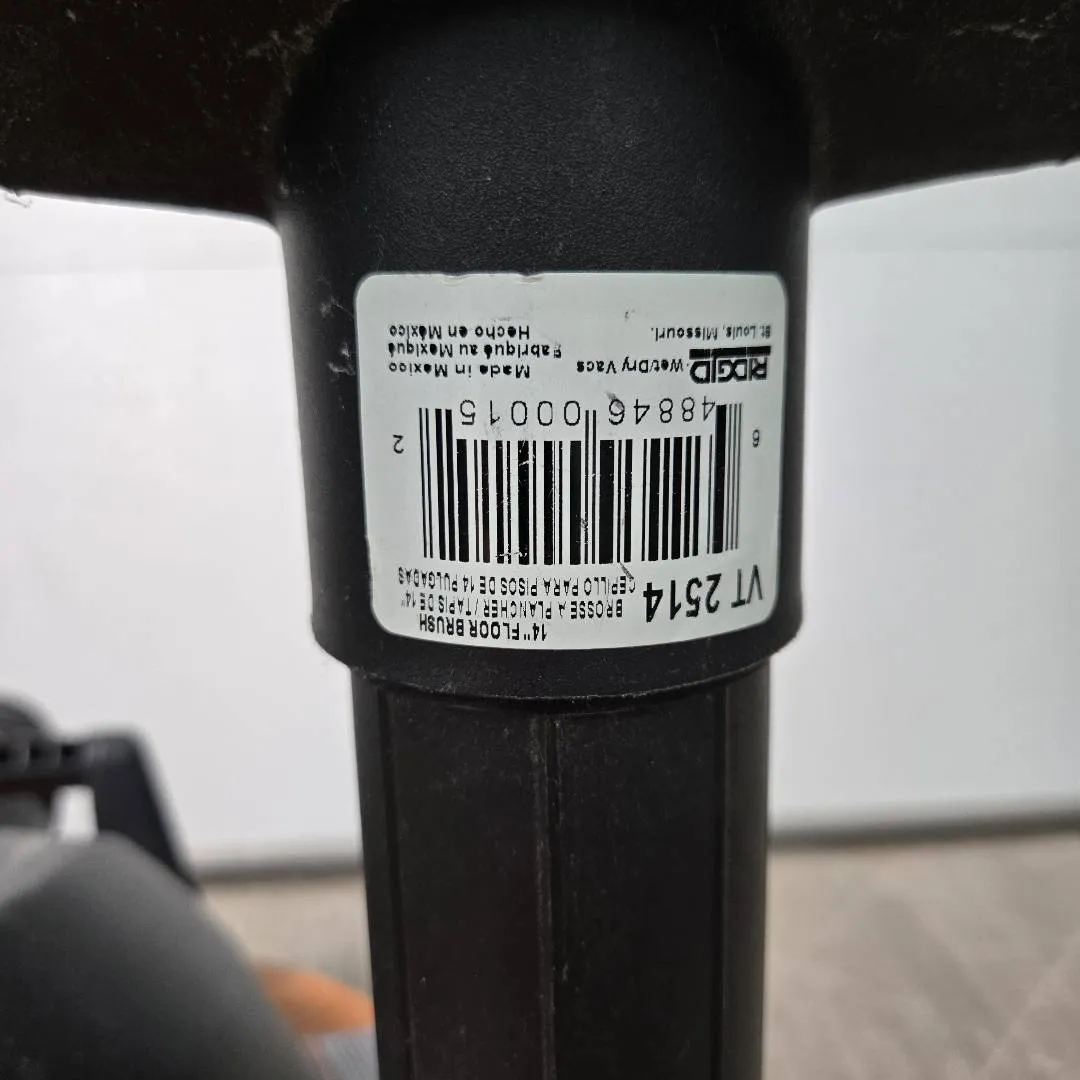 VT 2514
14" FLOOR BRUSH
BROSSE À PLANCHER / TAPIS DE 14"
CEPILLO PARA PISOS DE 14 PULGADAS
6 48846 00015 2
RIDGID Wet/Dry Vacs
St. Louis, Missouri.
Made in Mexico
Fabriqué au Mexique
Hecho en México